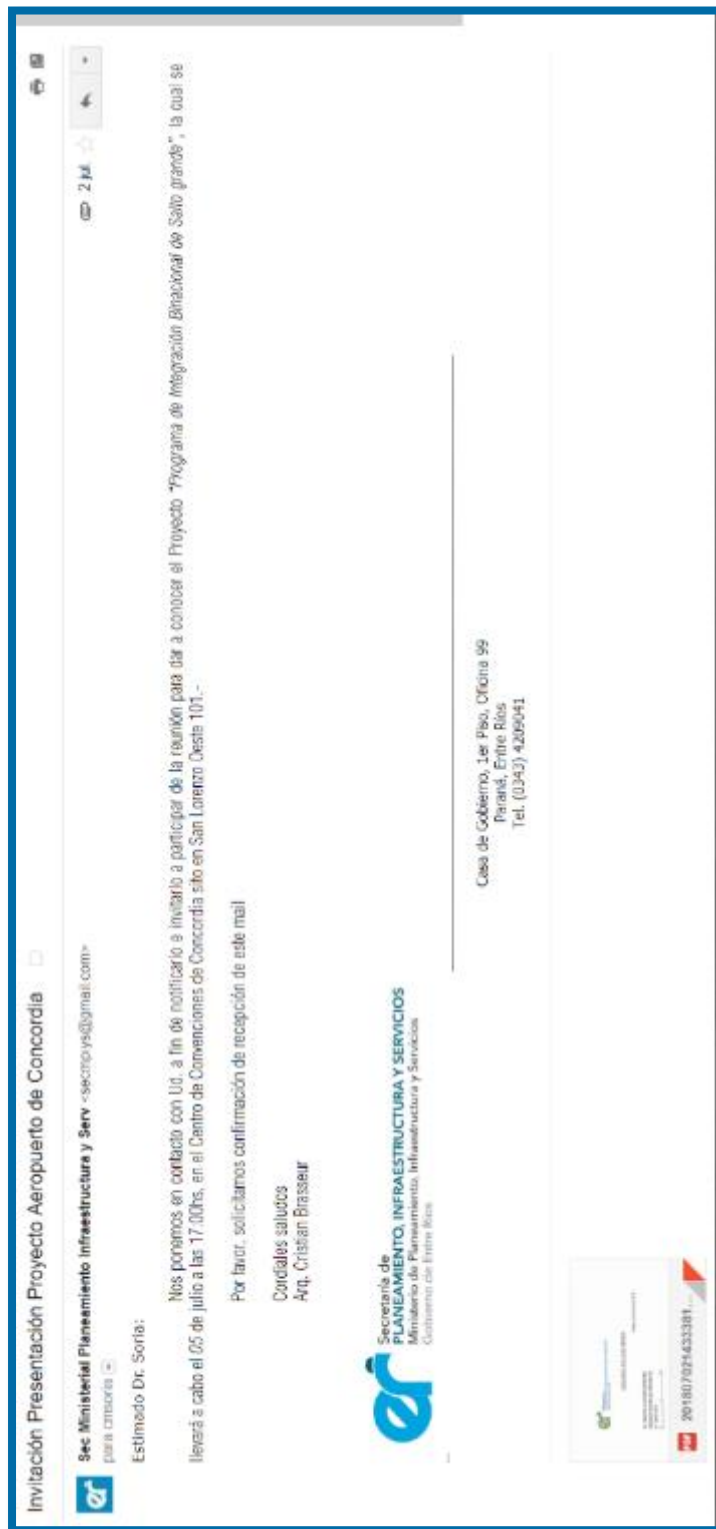 Invitación Presentación Proyecto Aeropuerto de Concordia
Sec Ministerial Planeamiento Infraestructura y Serv <secmpiys@gmail.com>
2 jul.
para cmsoria
Estimado Dr. Soria:
Nos ponemos en contacto con Ud. a fin de notificarlo e invitarlo a participar de la reunión para dar a conocer el Proyecto "Programa de Integración Binacional de Salto grande", la cual se
llevará a cabo el 05 de julio a las 17:00hs, en el Centro de Convenciones de Concordia sito en San Lorenzo Oeste 101.-
Por favor, solicitamos confirmación de recepción de este mail
Cordiales saludos
Arq. Cristian Brasseur
er
Secretaría de
PLANEAMIENTO, INFRAESTRUCTURA Y SERVICIOS
Ministerio de Planeamiento, Infraestructura y Servicios
Gobierno de Entre Ríos
Casa de Gobierno, 1er Piso, Oficina 99
Paraná, Entre Ríos
Tel. (0343) 4209041
PDF 201807021433381...